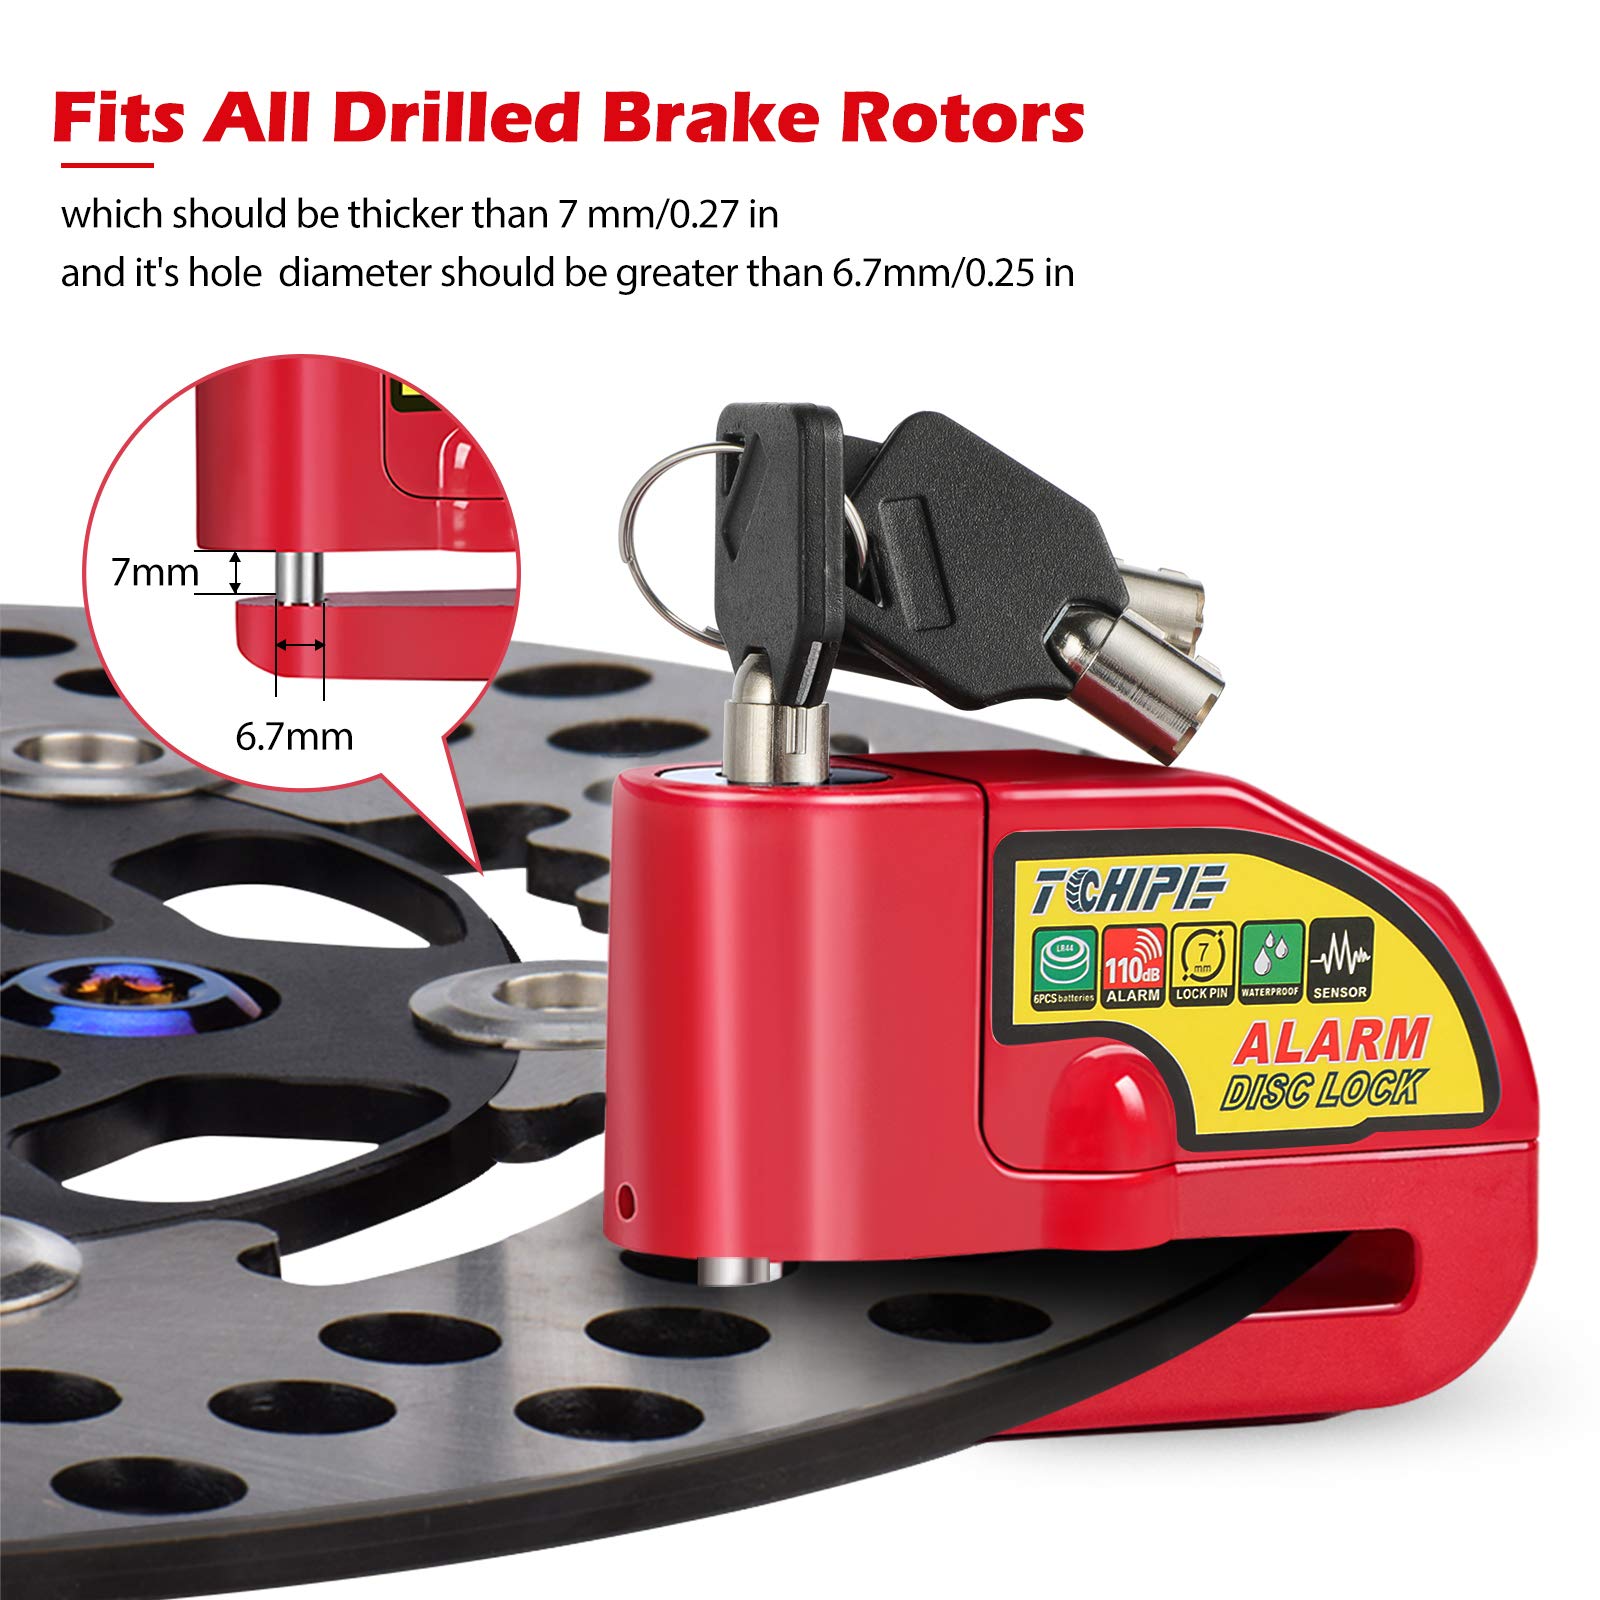 Fits All Drilled Brake Rotors
which should be thicker than 7 mm/0.27 in
and it's hole diameter should be greater than 6.7mm/0.25 in
7mm
6.7mm
TCHIPIE
LR44
6PCS batteries
110dB
ALARM
7
mm
LOCK PIN
WATERPROOF
SENSOR
ALARM
DISC LOCK